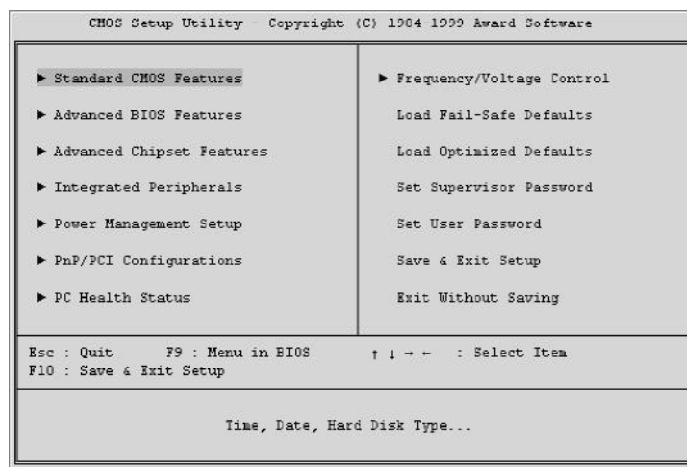 CMOS Setup Utility - Copyright (C) 1984-1999 Award Software
▶ Standard CMOS Features
▶ Advanced BIOS Features
▶ Advanced Chipset Features
▶ Integrated Peripherals
▶ Power Management Setup
▶ PnP/PCI Configurations
▶ PC Health Status
▶ Frequency/Voltage Control
Load Fail-Safe Defaults
Load Optimized Defaults
Set Supervisor Password
Set User Password
Save & Exit Setup
Exit Without Saving
Esc : Quit F9 : Menu in BIOS ↑ ↓ → ← : Select Item
F10 : Save & Exit Setup
Time, Date, Hard Disk Type...